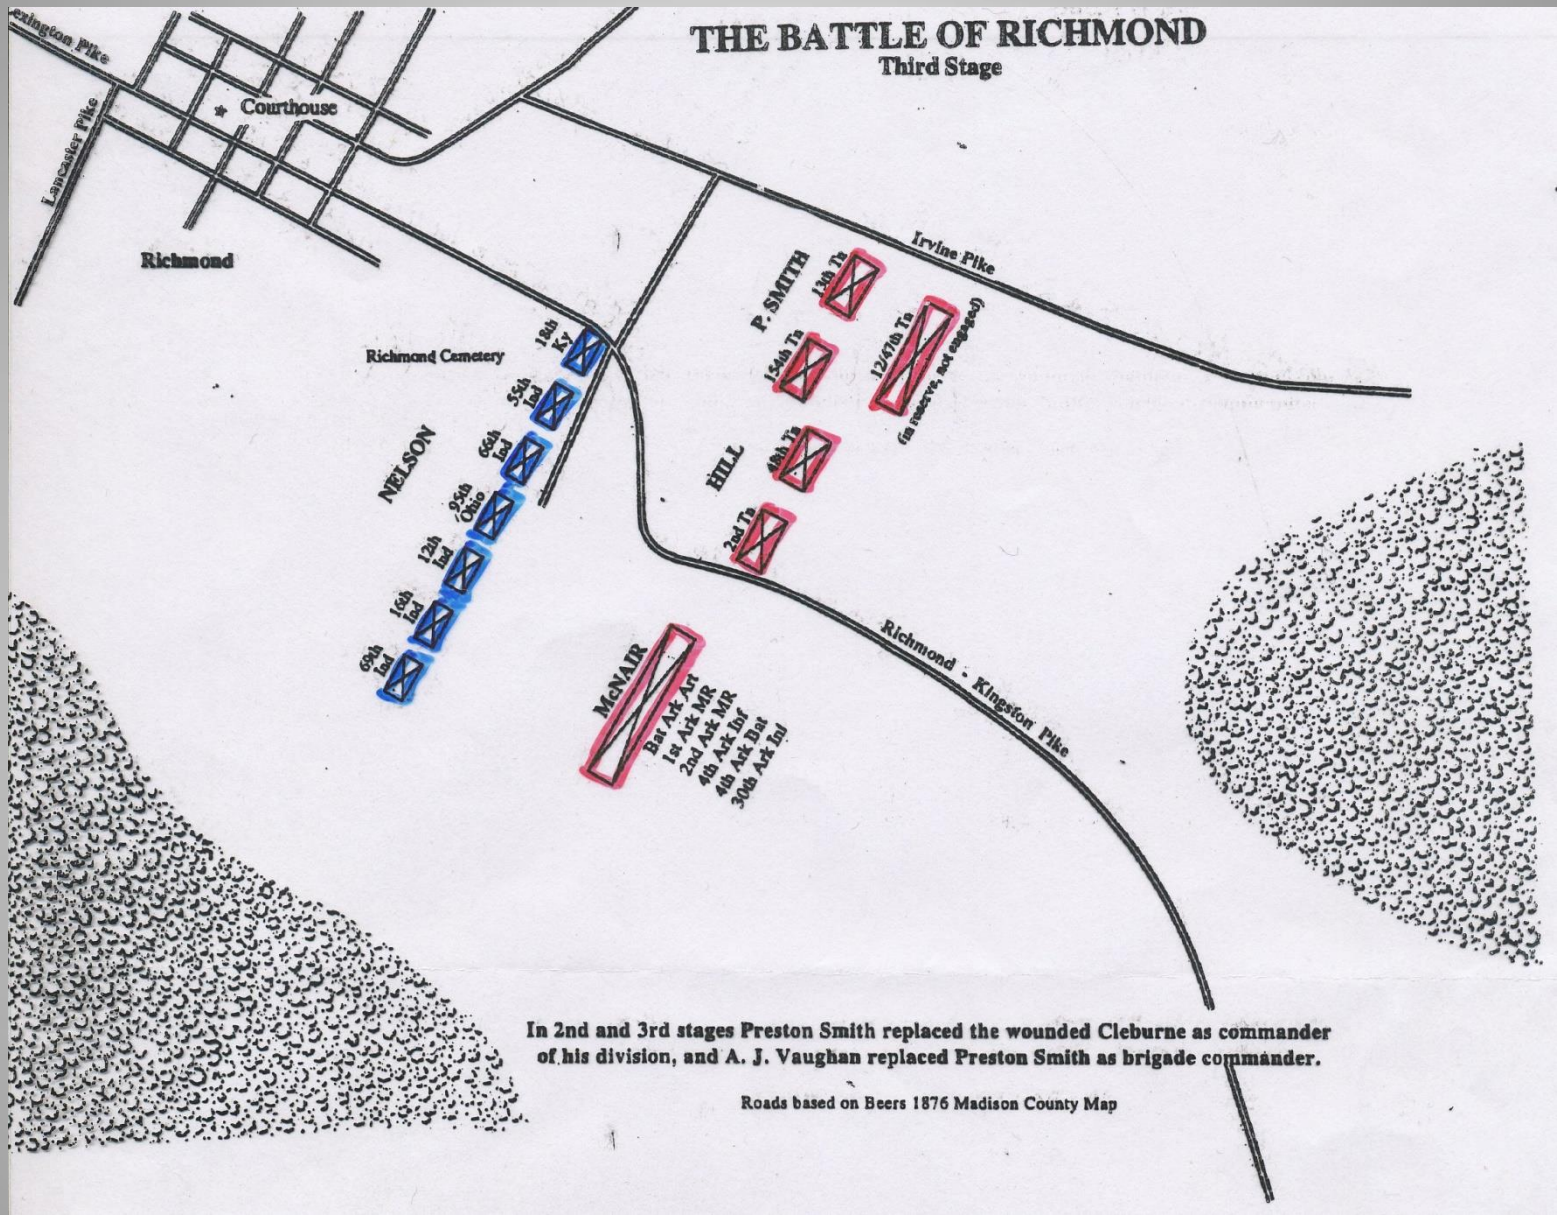 THE BATTLE OF RICHMOND
Third Stage
exington Pike
Courthouse
Lancaster Pike
Richmond
Irvine Pike
P. SMITH
13th Tn
12/47th Tn
(in reserve, not engaged)
154th Tn
18th
Ky
Richmond Cemetery
55th
Ind
NELSON
66th
Ind
HILL
48th Tn
95th
Ohio
2nd Tn
12th
Ind
16th
Ind
69th
Ind
McNAIR
Bat Ark Art
1st Ark MR
2nd Ark MR
4th Ark Inf
4th Ark Bat
30th Ark Inf
Richmond - Kingston Pike
In 2nd and 3rd stages Preston Smith replaced the wounded Cleburne as commander
of his division, and A. J. Vaughan replaced Preston Smith as brigade commander.
Roads based on Beers 1876 Madison County Map